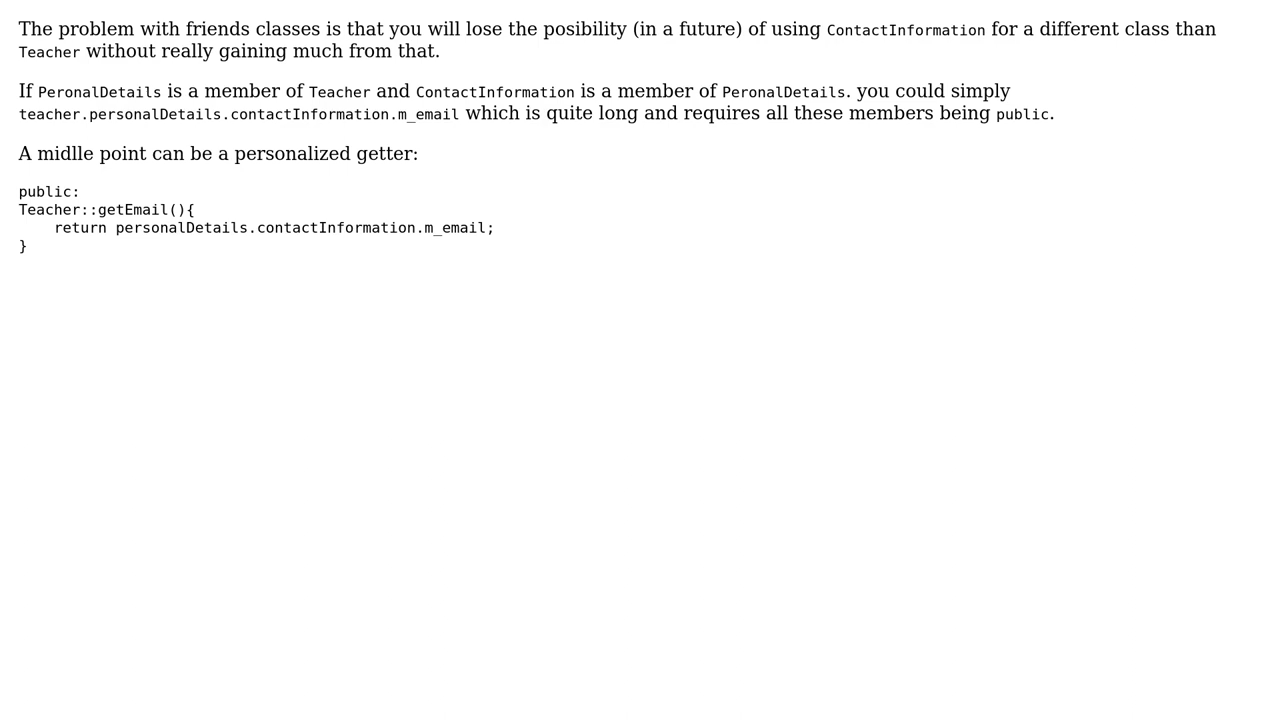 The problem with friends classes is that you will lose the posibility (in a future) of using ContactInformation for a different class than
Teacher without really gaining much from that.
If PeronalDetails is a member of Teacher and ContactInformation is a member of PeronalDetails. you could simply
teacher.personalDetails.contactInformation.m_email which is quite long and requires all these members being public.
A midlle point can be a personalized getter:
public:
Teacher::getEmail(){
    return personalDetails.contactInformation.m_email;
}